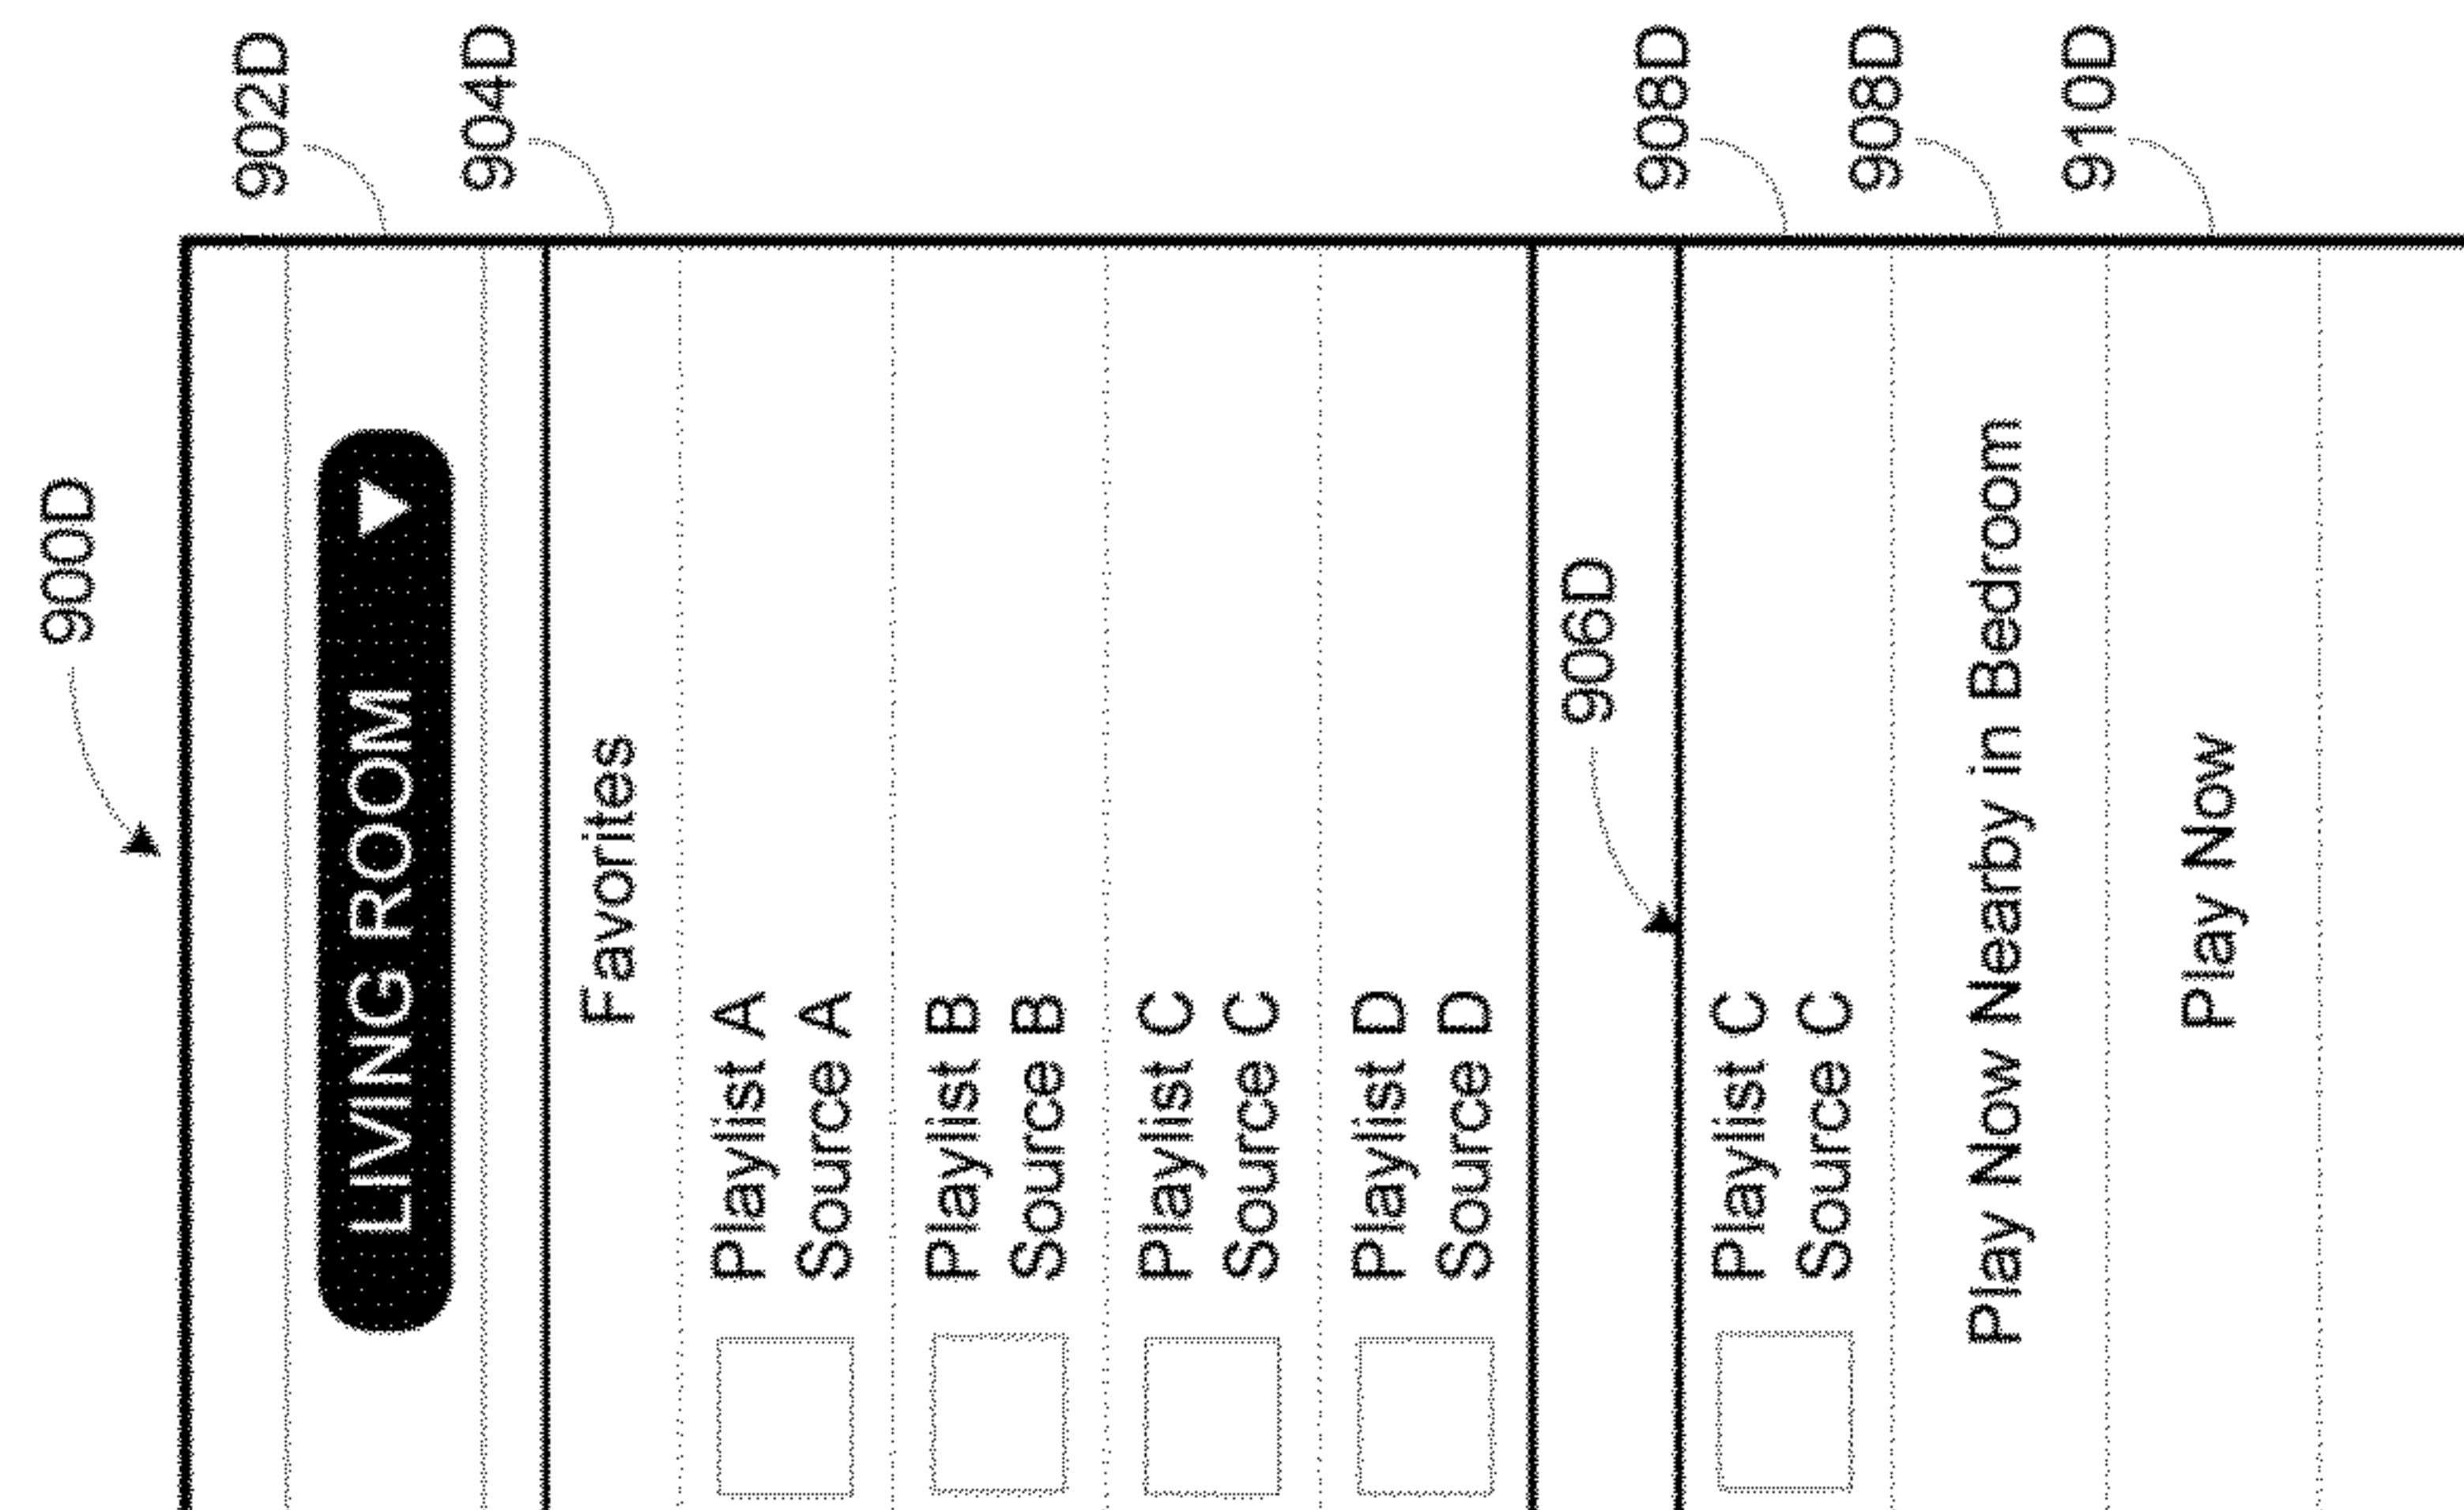 900D
902D
LIVING ROOM
904D
Favorites
Playlist A
Source A
Playlist B
Source B
Playlist C
Source C
Playlist D
Source D
906D
908D
Playlist C
Source C
908D
Play Now Nearby in Bedroom
910D
Play Now